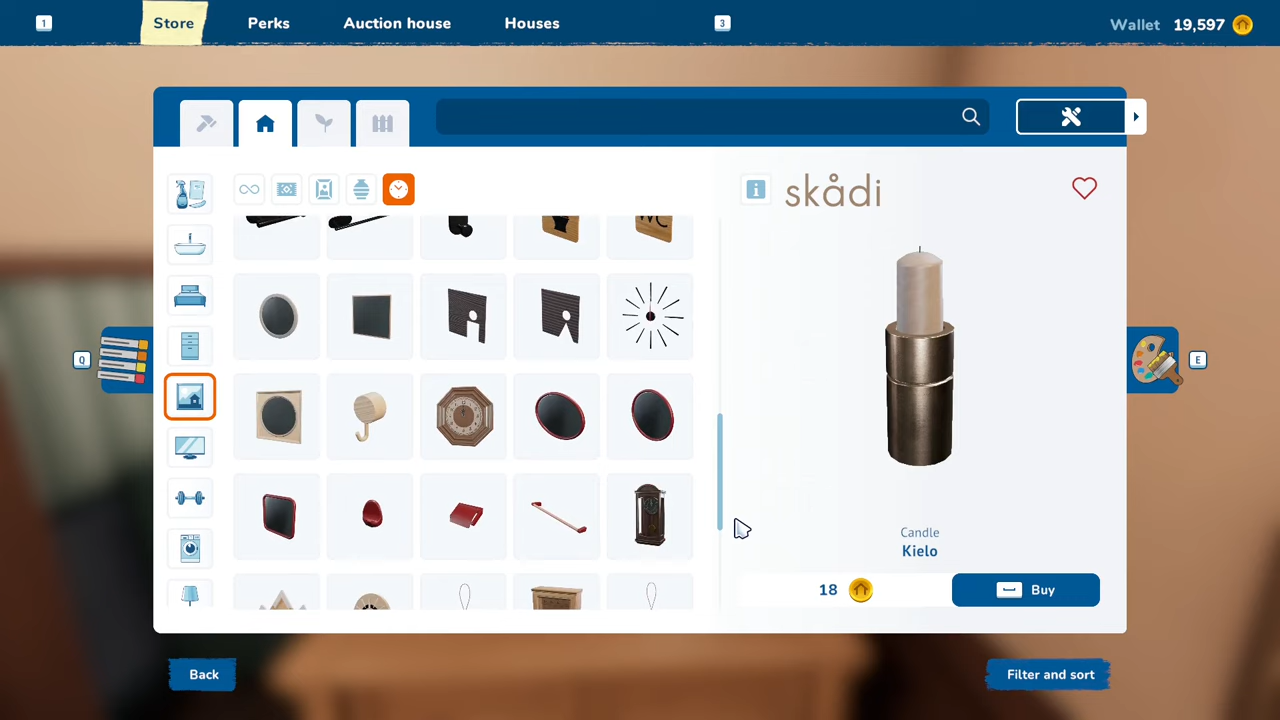 1
Store
Perks
Auction house
Houses
3
Wallet 19,597
skådi
WC
Q
E
Candle
Kielo
18
Buy
Back
Filter and sort